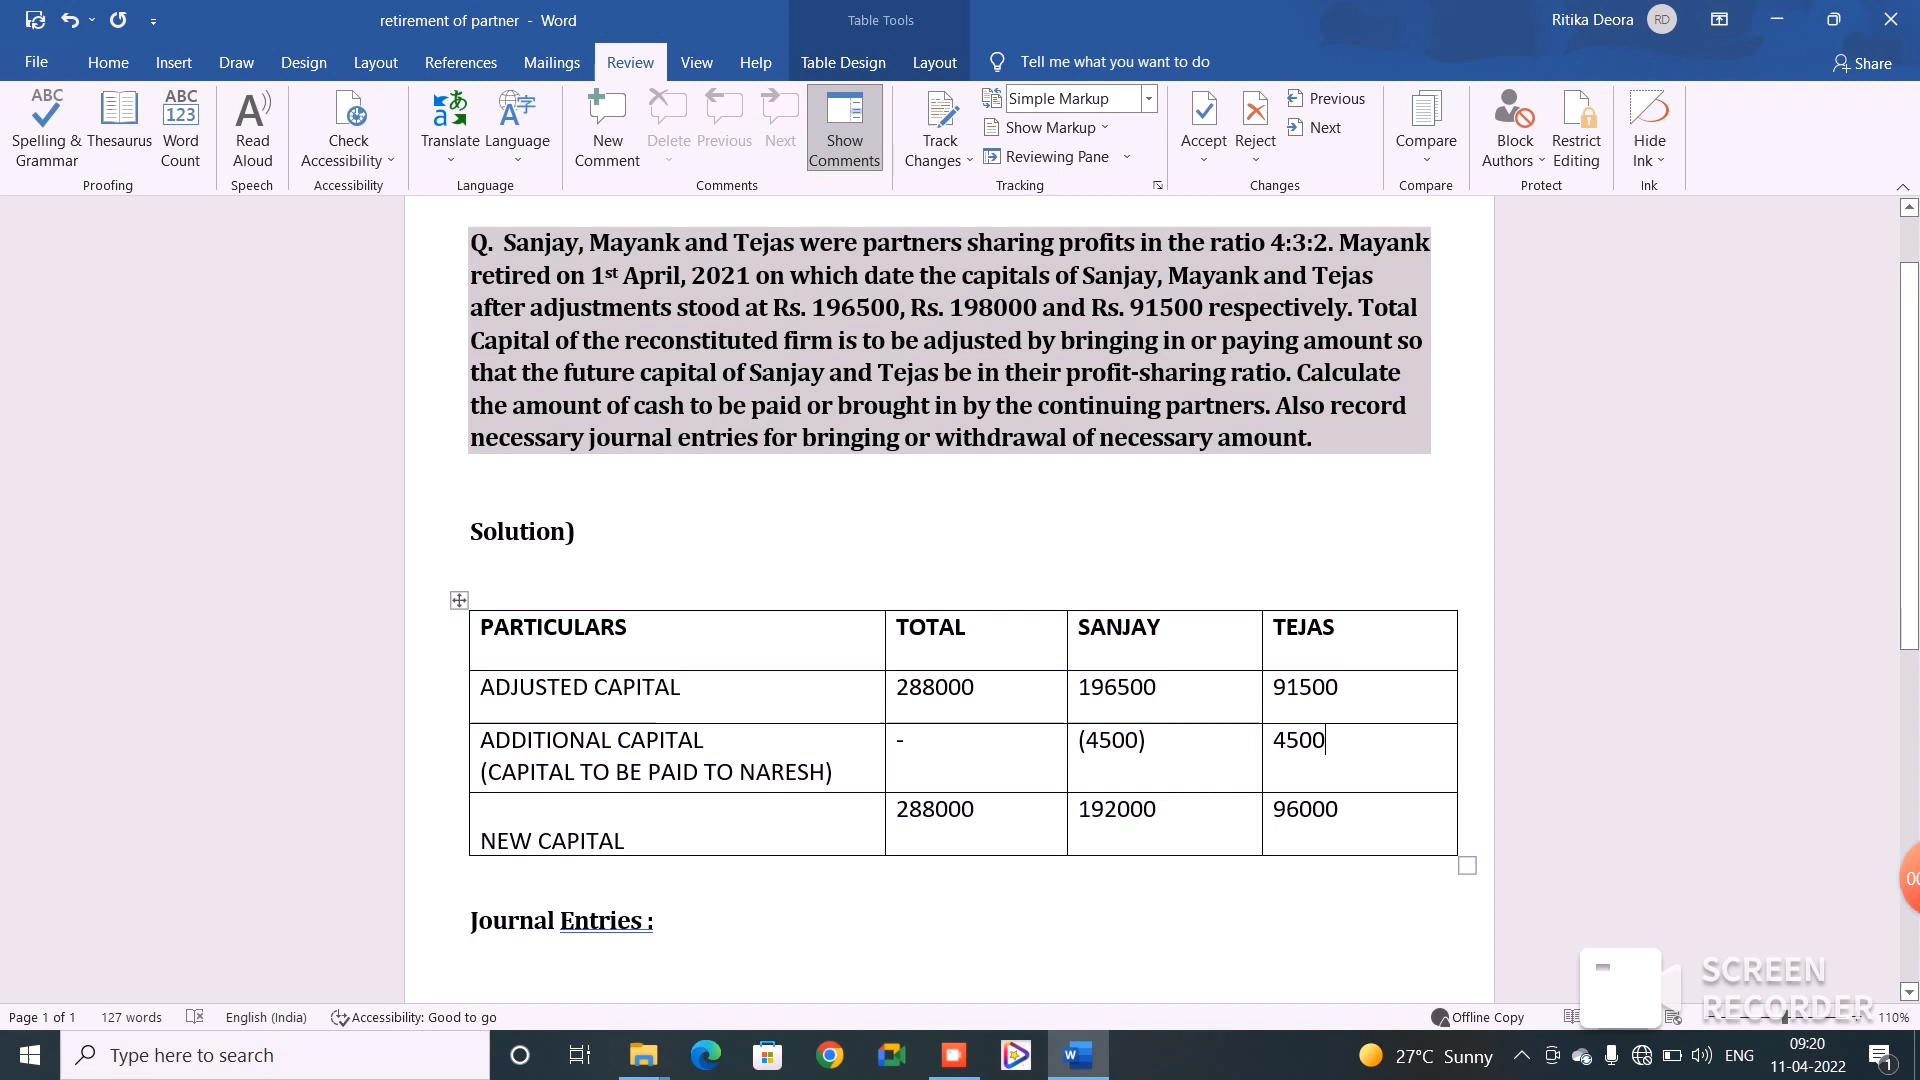 retirement of partner - Word
Table Tools
Ritika Deora RD
File Home Insert Draw Design Layout References Mailings Review View Help Table Design Layout Tell me what you want to do Share
ABC ABC 123 A
Spelling & Grammar Thesaurus Word Count Read Aloud Check Accessibility Translate Language New Comment Delete Previous Next Show Comments Track Changes Simple Markup Accept Reject Previous Compare Block Authors Restrict Editing Hide Ink
Show Markup Next
Reviewing Pane
Proofing Speech Accessibility Language Comments Tracking Changes Compare Protect Ink
Q. Sanjay, Mayank and Tejas were partners sharing profits in the ratio 4:3:2. Mayank
retired on 1st April, 2021 on which date the capitals of Sanjay, Mayank and Tejas
after adjustments stood at Rs. 196500, Rs. 198000 and Rs. 91500 respectively. Total
Capital of the reconstituted firm is to be adjusted by bringing in or paying amount so
that the future capital of Sanjay and Tejas be in their profit-sharing ratio. Calculate
the amount of cash to be paid or brought in by the continuing partners. Also record
necessary journal entries for bringing or withdrawal of necessary amount.
Solution)
PARTICULARS TOTAL SANJAY TEJAS
ADJUSTED CAPITAL 288000 196500 91500
ADDITIONAL CAPITAL - (4500) 4500
(CAPITAL TO BE PAID TO NARESH)
288000 192000 96000
NEW CAPITAL
Journal Entries :
SCREEN
RECORDER
Page 1 of 1 127 words English (India) Accessibility: Good to go Offline Copy 110%
Type here to search 27°C Sunny ENG 09:20
11-04-2022 1